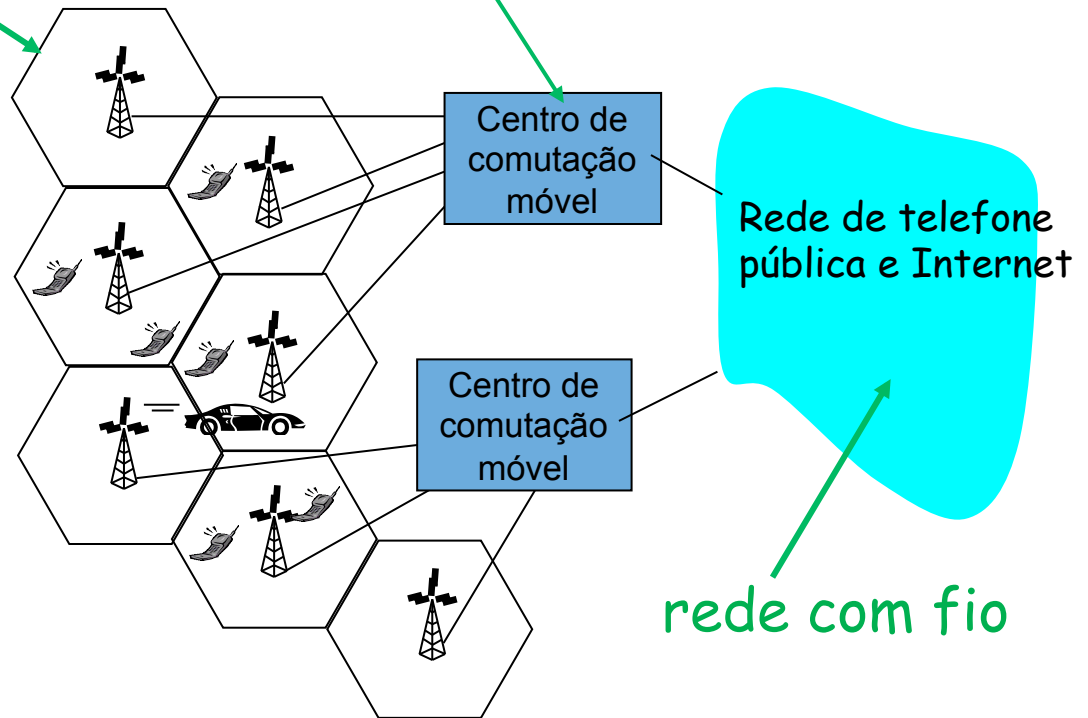 Centro de
comutação
móvel
Rede de telefone
pública e Internet
Centro de
comutação
móvel
rede com fio